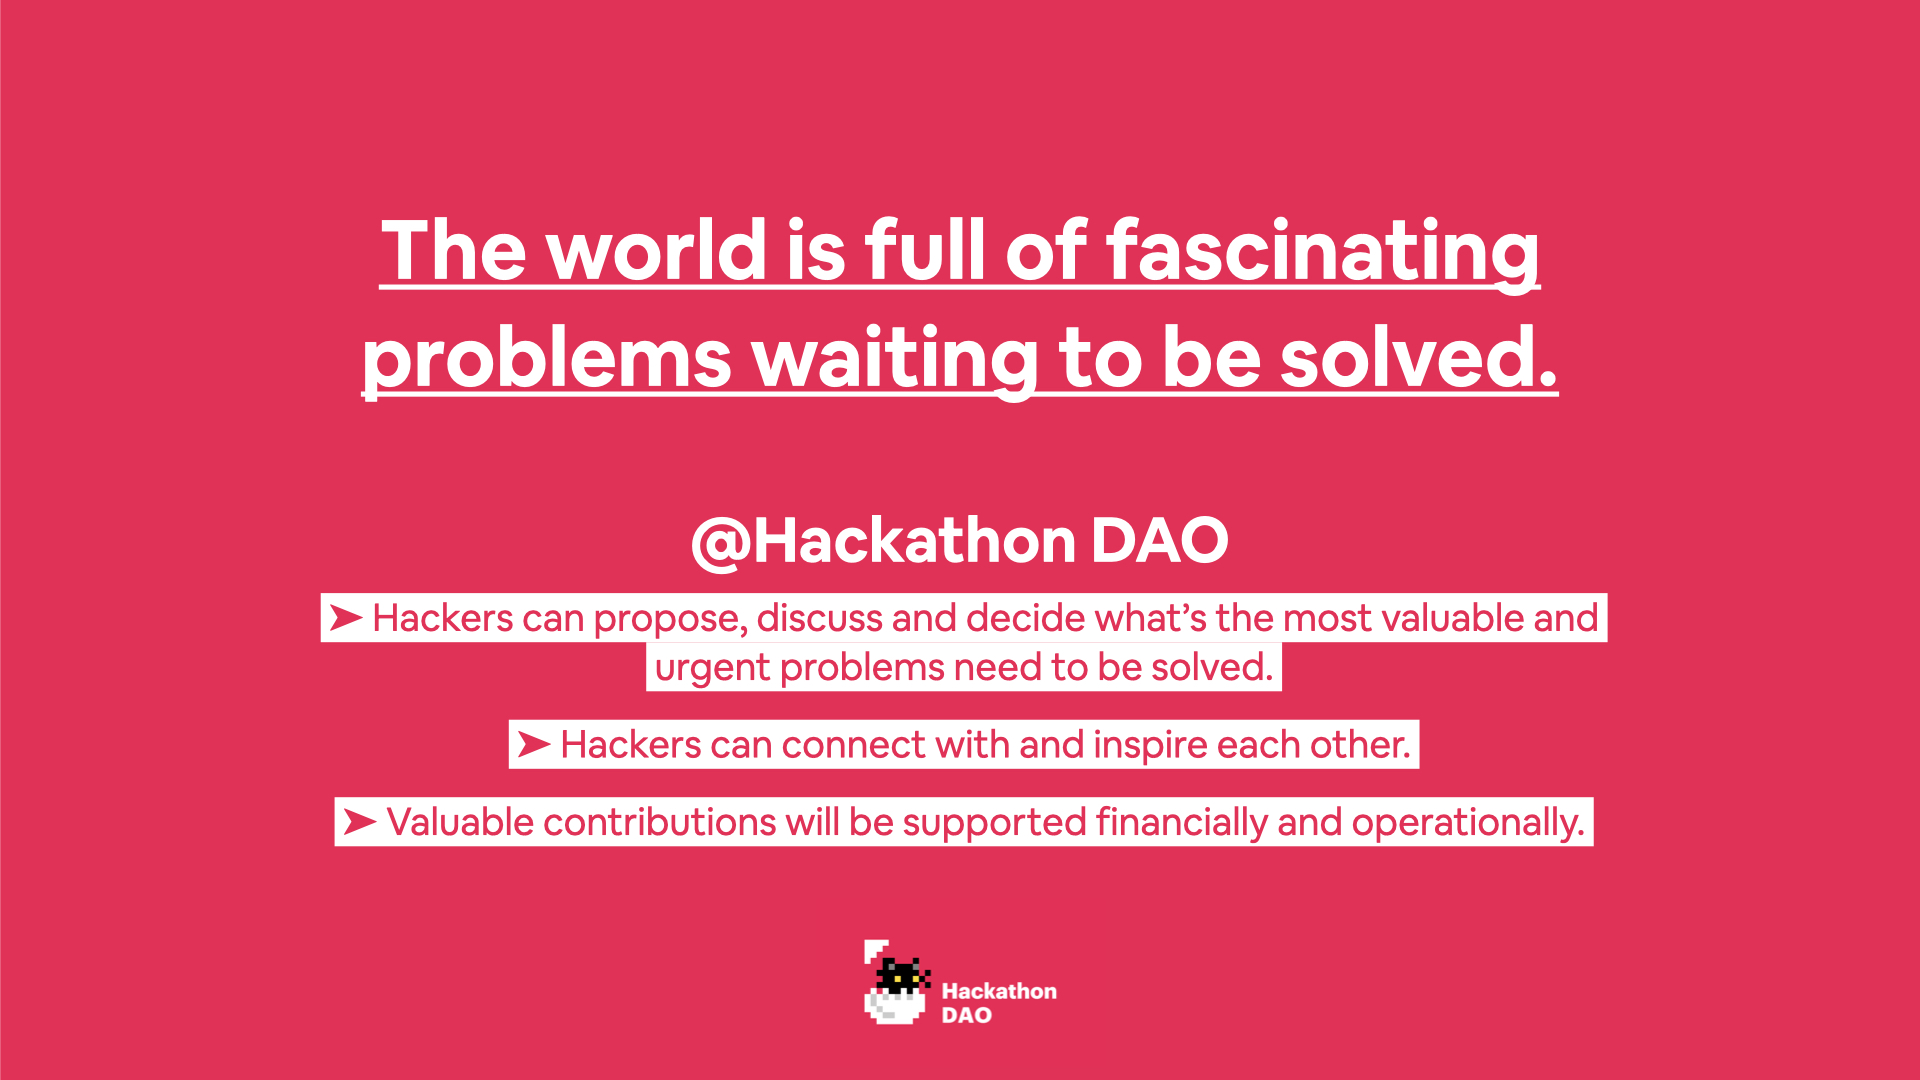 The world is full of fascinating
problems waiting to be solved.
@Hackathon DAO
➤ Hackers can propose, discuss and decide what’s the most valuable and
urgent problems need to be solved.
➤ Hackers can connect with and inspire each other.
➤ Valuable contributions will be supported financially and operationally.
Hackathon
DAO